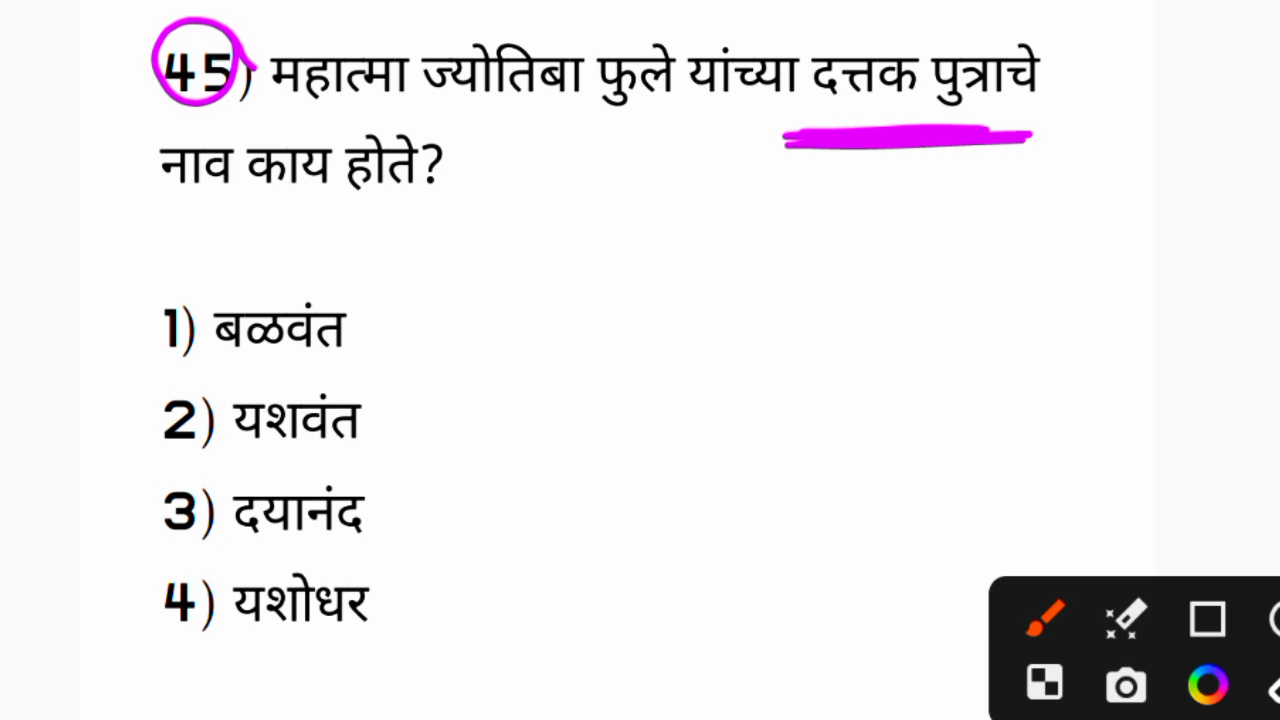 45) महात्मा ज्योतिबा फुले यांच्या दत्तक पुत्राचे
नाव काय होते?
1) बळवंत
2) यशवंत
3) दयानंद
4) यशोधर